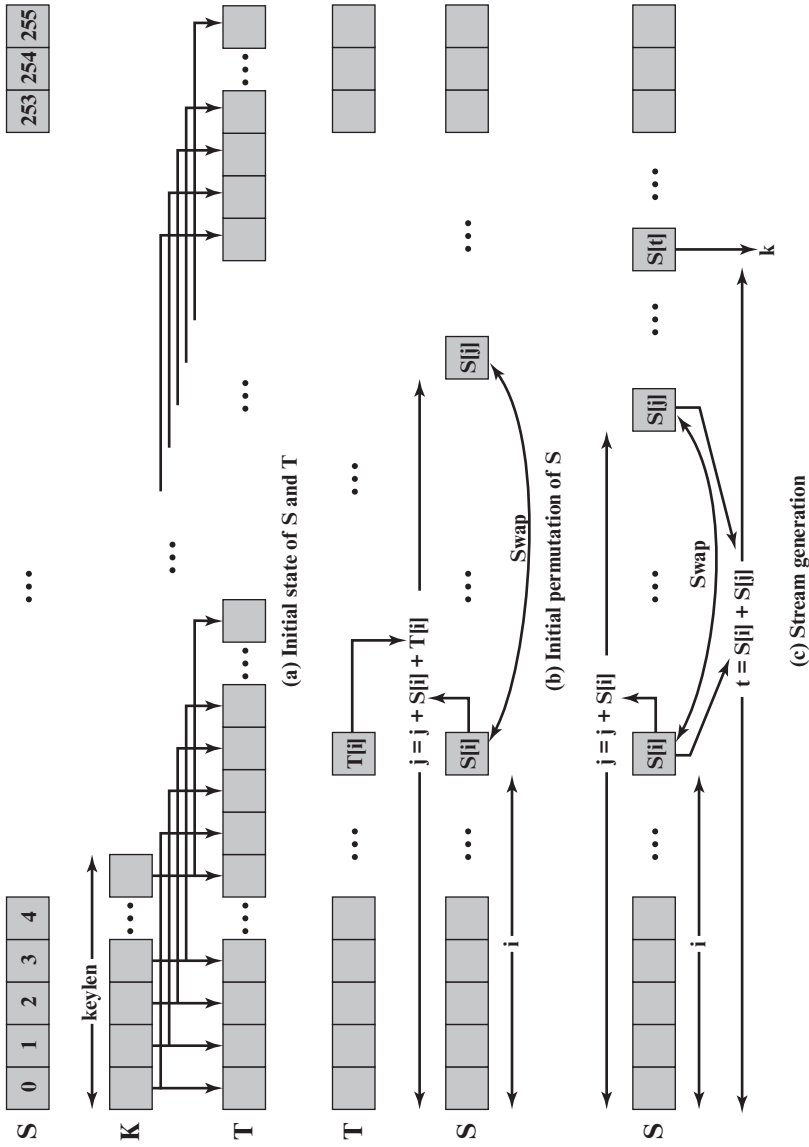 S 0 1 2 3 4 ••• 253 254 255
keylen
K •••
T ••• ••• ••• •••
•••
(a) Initial state of S and T
T ••• T[i] •••
j = j + S[i] + T[i]
S ••• S[i] ••• S[j] •••
i
Swap
(b) Initial permutation of S
j = j + S[i]
S ••• S[i] ••• S[j] ••• S[t] •••
i
Swap
t = S[i] + S[j]
k
(c) Stream generation